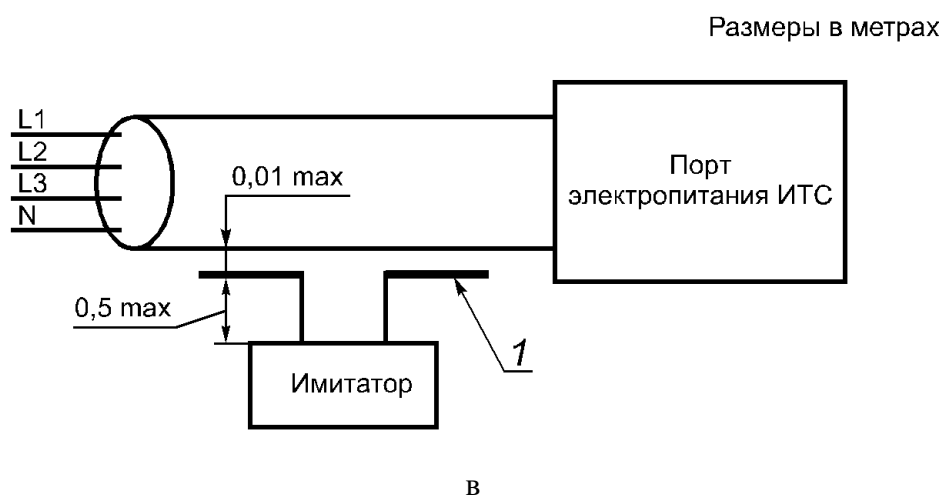 Размеры в метрах
L1
L2
L3
N
0,01 max
Порт
электропитания ИТС
0,5 max
1
Имитатор
в